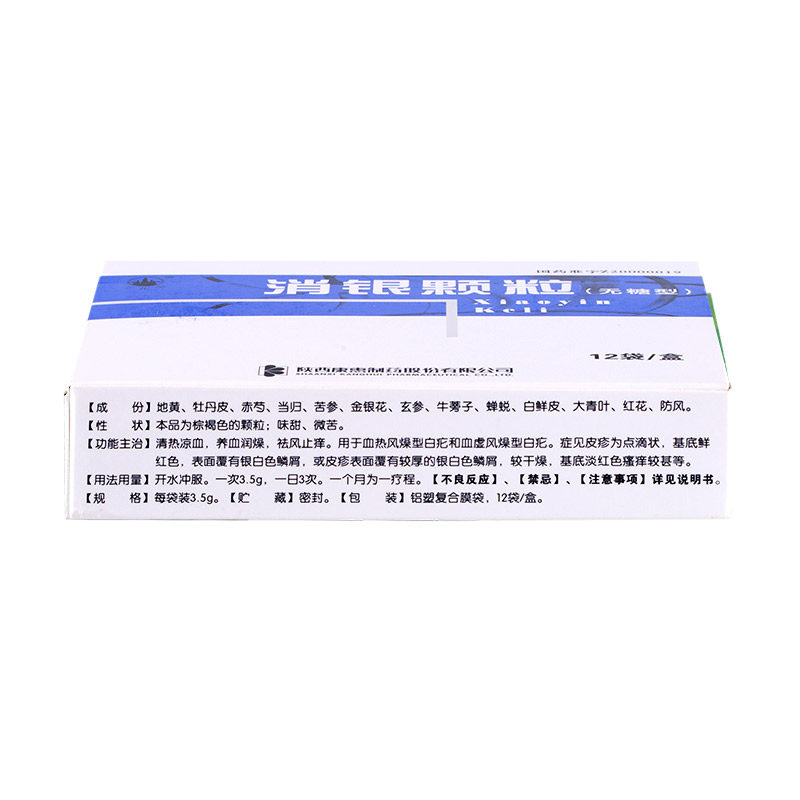 国药准字Z20000019
消银颗粒(无糖型)
Xiaoyin
Keli
12袋/盒
陕西康惠制药股份有限公司
SHAANXI KANGHUI PHARMACEUTICAL CO.,LTD.
【成 份】地黄、牡丹皮、赤芍、当归、苦参、金银花、玄参、牛蒡子、蝉蜕、白鲜皮、大青叶、红花、防风。
【性 状】本品为棕褐色的颗粒;味甜、微苦。
【功能主治】清热凉血,养血润燥,祛风止痒。用于血热风燥型白疕和血虚风燥型白疕。症见皮疹为点滴状,基底鲜
红色,表面覆有银白色鳞屑,或皮疹表面覆有较厚的银白色鳞屑,较干燥,基底淡红色瘙痒较甚等。
【用法用量】开水冲服。一次3.5g,一日3次。一个月为一疗程。【不良反应】、【禁忌】、【注意事项】详见说明书。
【规 格】每袋装3.5g。【贮 藏】密封。【包 装】铝塑复合膜袋,12袋/盒。